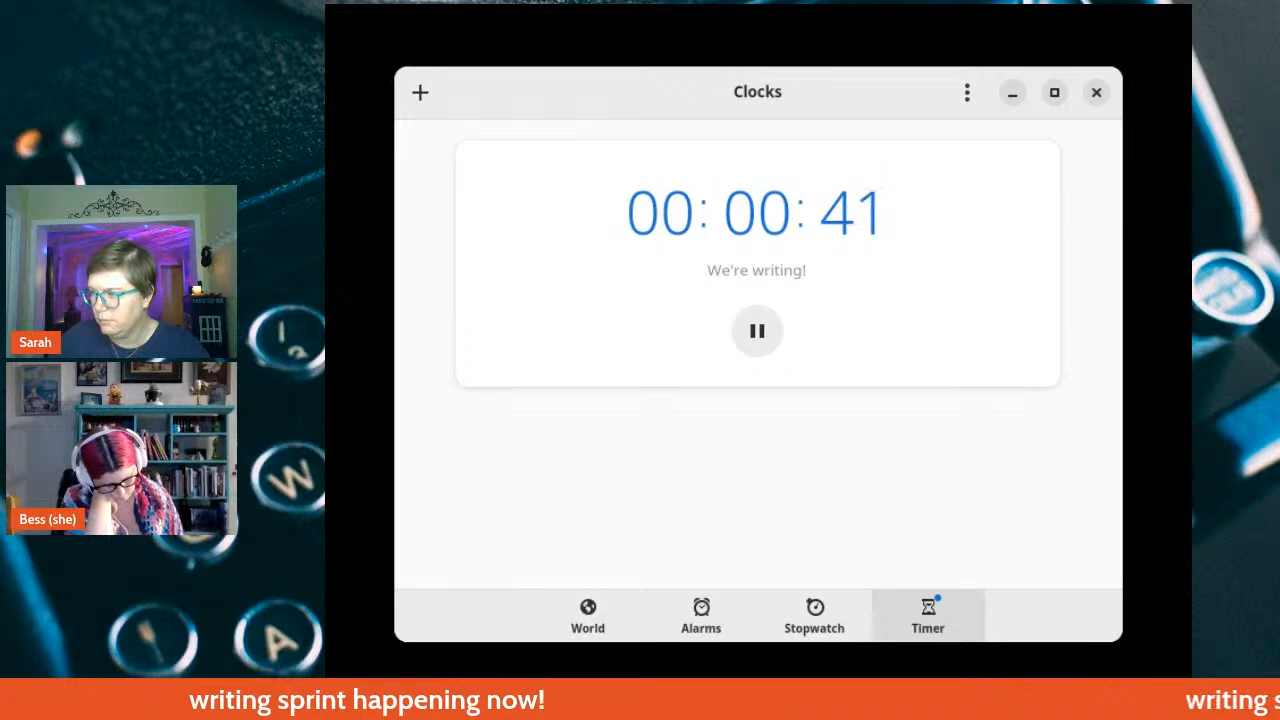 Clocks
00:00:41
We're writing!
World
Alarms
Stopwatch
Timer
Sarah
Bess (she)
I
W
A
writing sprint happening now!
writing s